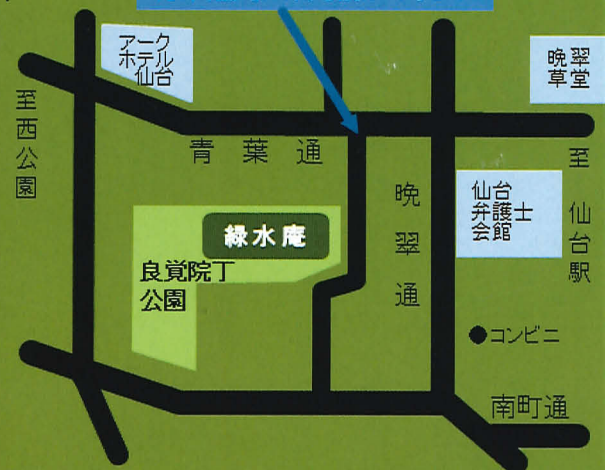 アーク
ホテル
仙台
晩翠
草堂
至西公園
青葉通
至仙台駅
晩翠通
仙台
弁護士
会館
緑水庵
良覚院丁
公園
コンビニ
南町通